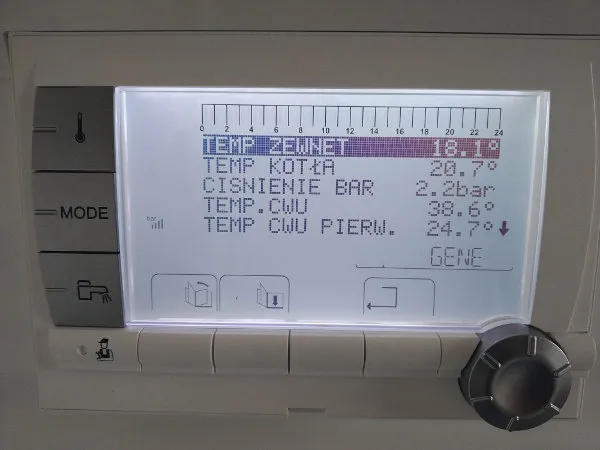 0 2 4 6 8 10 12 14 16 18 20 22 24
TEMP ZEWNET 18.1°
TEMP KOTŁA 20.7°
MODE
CISNIENIE BAR 2.2bar
TEMP.CWU 38.6°
bar
TEMP CWU PIERW. 24.7°
GENE